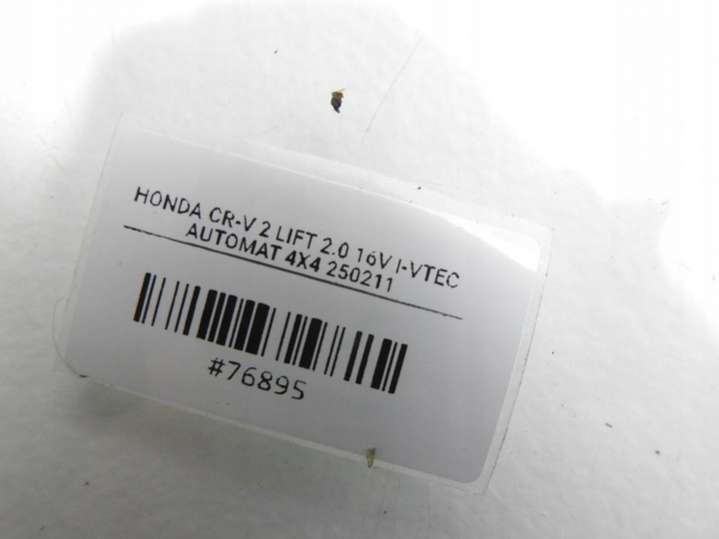 HONDA CR-V 2 LIFT 2.0 16V I-VTEC
AUTOMAT 4X4 250211
#76895